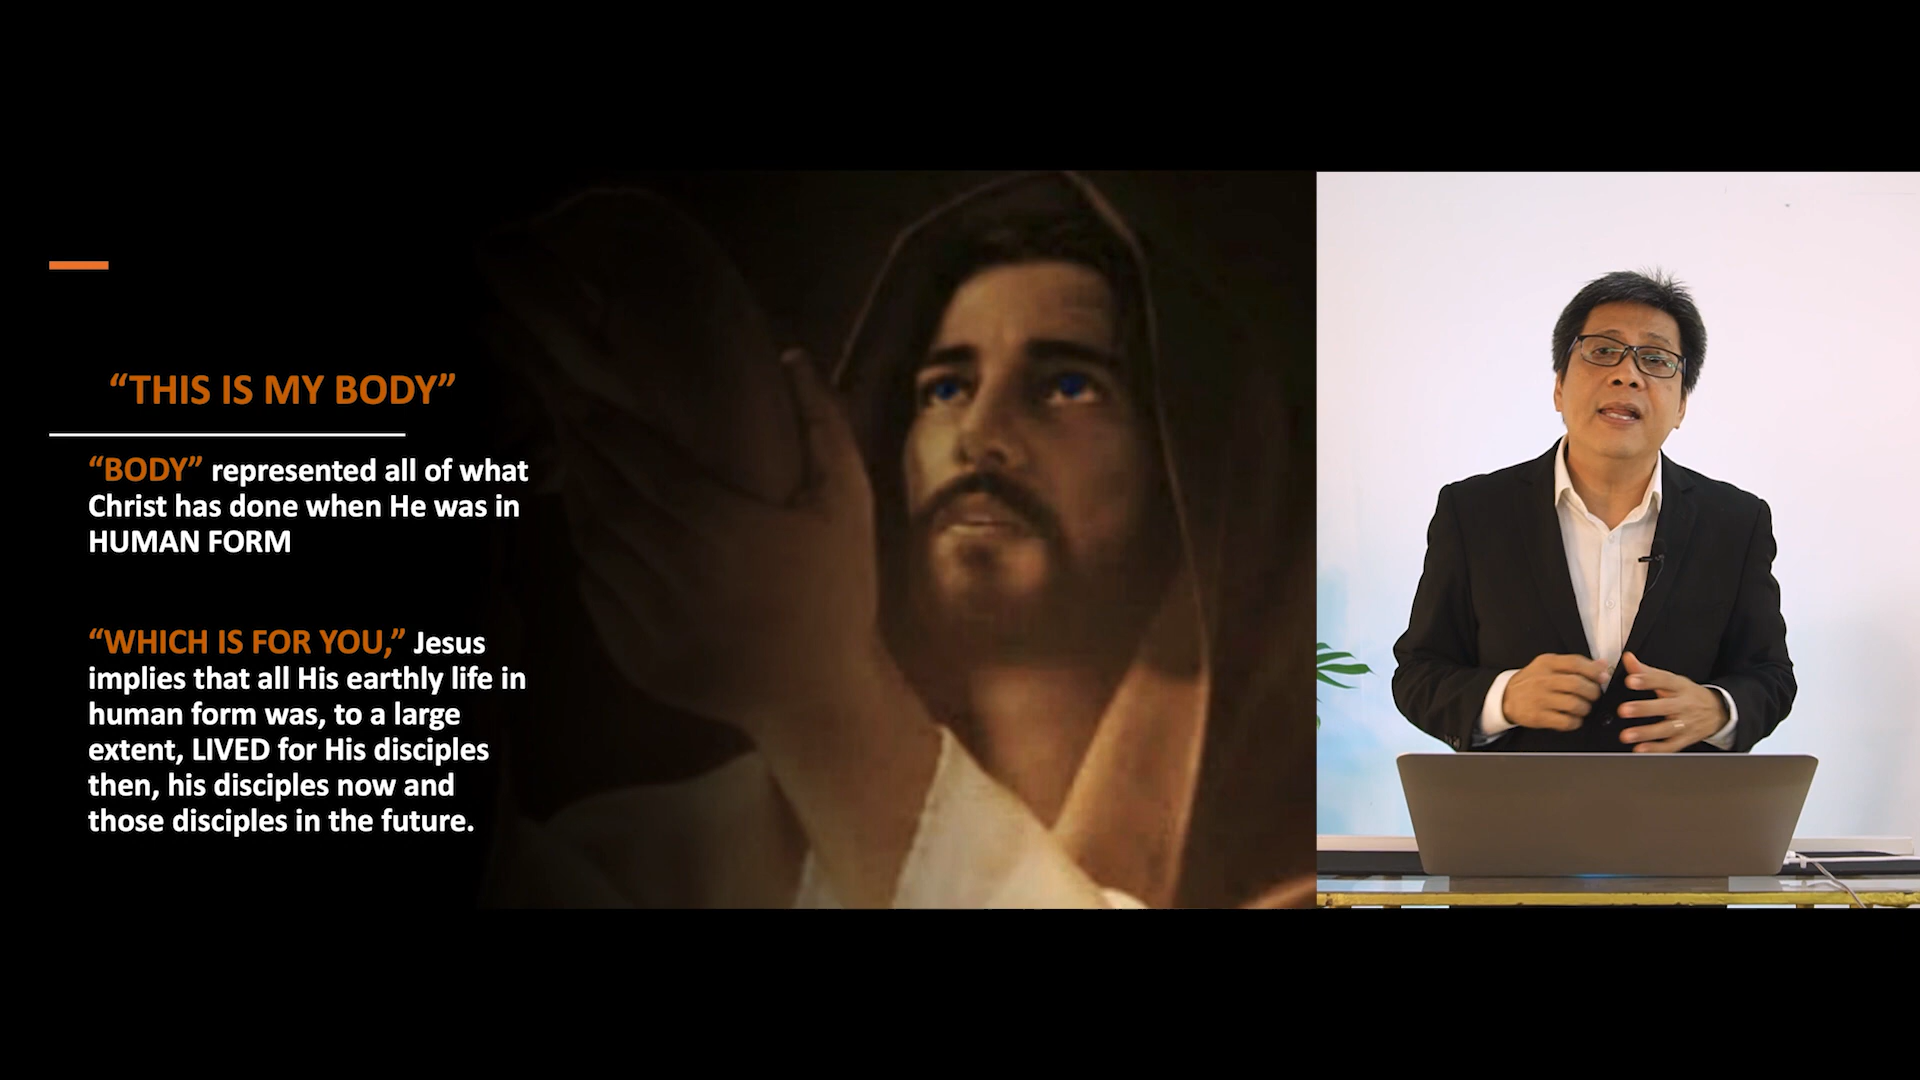 “THIS IS MY BODY”
“BODY” represented all of what
Christ has done when He was in
HUMAN FORM
“WHICH IS FOR YOU,” Jesus
implies that all His earthly life in
human form was, to a large
extent, LIVED for His disciples
then, his disciples now and
those disciples in the future.